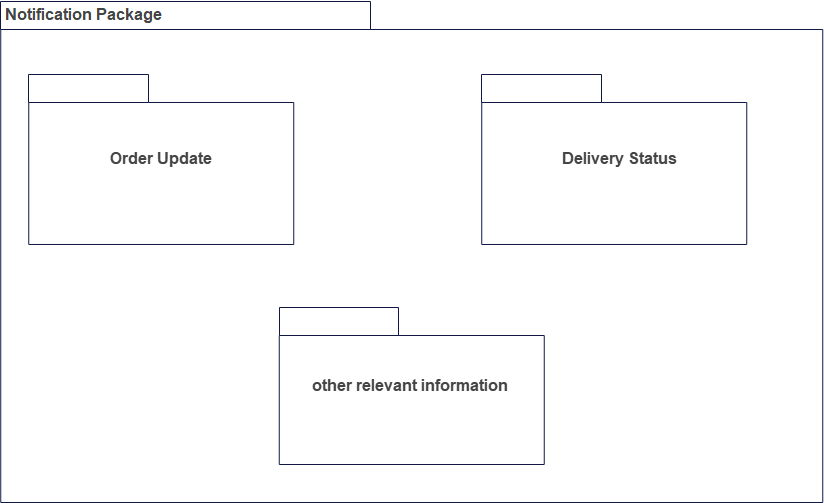 Notification Package
Order Update
Delivery Status
other relevant information